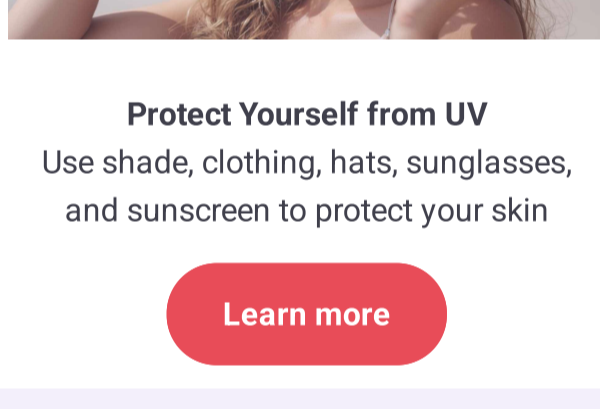 Protect Yourself from UV
Use shade, clothing, hats, sunglasses,
and sunscreen to protect your skin
Learn more